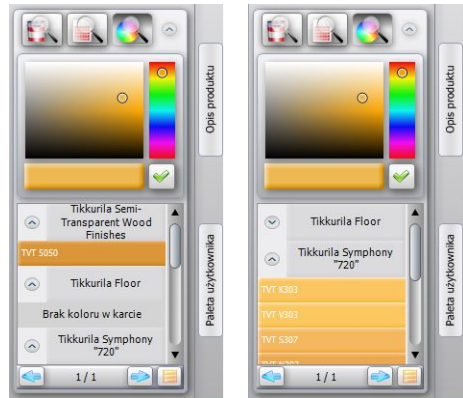 Opis produktu
Tikkurila Semi-
Transparent Wood
Finishes
TVT 5050
Tikkurila Floor
Brak koloru w karcie
Tikkurila Symphony
"720"
Paleta użytkownika
1/1
Opis produktu
Tikkurila Floor
Tikkurila Symphony
"720"
TVT K303
TVT V303
TVT S307
TVT N303
Paleta użytkownika
1/1